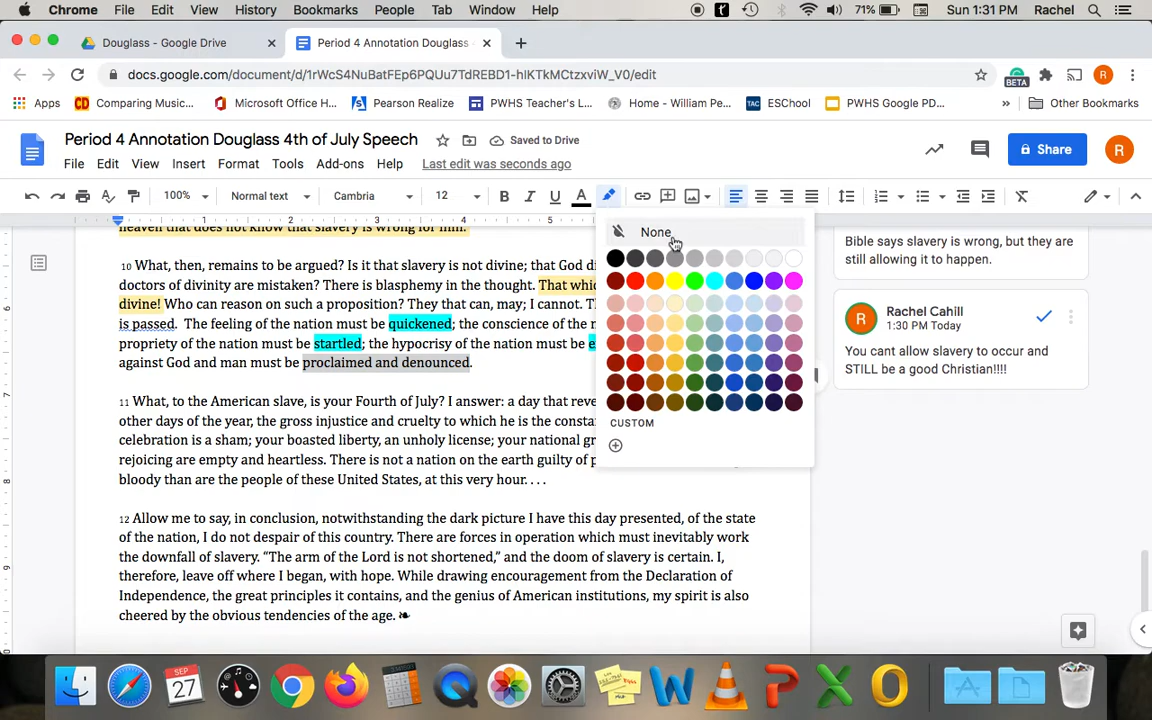 Chrome File Edit View History Bookmarks People Tab Window Help 71% Sun 1:31 PM Rachel
Douglass - Google Drive Period 4 Annotation Douglass
docs.google.com/document/d/1rWcS4NuBatFEp6PQUu7TdREBD1-hIKTkMCtzxviW_V0/edit BETA R
Apps Comparing Music... Microsoft Office H... Pearson Realize PWHS Teacher's L... Home - William Pe... TAC ESChool PWHS Google PD... » Other Bookmarks
Period 4 Annotation Douglass 4th of July Speech Saved to Drive
File Edit View Insert Format Tools Add-ons Help Last edit was seconds ago Share R
100% Normal text Cambria 12 B I U A
1 2 3 4 5
heaven that does not know that slavery is wrong for him.
10 What, then, remains to be argued? Is it that slavery is not divine; that God di
doctors of divinity are mistaken? There is blasphemy in the thought. That whic
divine! Who can reason on such a proposition? They that can, may; I cannot. T
is passed. The feeling of the nation must be quickened; the conscience of the n
propriety of the nation must be startled; the hypocrisy of the nation must be e
against God and man must be proclaimed and denounced.
11 What, to the American slave, is your Fourth of July? I answer: a day that reve
other days of the year, the gross injustice and cruelty to which he is the consta
celebration is a sham; your boasted liberty, an unholy license; your national gr
rejoicing are empty and heartless. There is not a nation on the earth guilty of p
bloody than are the people of these United States, at this very hour. . . .
12 Allow me to say, in conclusion, notwithstanding the dark picture I have this day presented, of the state
of the nation, I do not despair of this country. There are forces in operation which must inevitably work
the downfall of slavery. “The arm of the Lord is not shortened,” and the doom of slavery is certain. I,
therefore, leave off where I began, with hope. While drawing encouragement from the Declaration of
Independence, the great principles it contains, and the genius of American institutions, my spirit is also
cheered by the obvious tendencies of the age.
None
CUSTOM
Bible says slavery is wrong, but they are
still allowing it to happen.
R Rachel Cahill
1:30 PM Today
You cant allow slavery to occur and
STILL be a good Christian!!!!
6
7
8
9
SEP
27